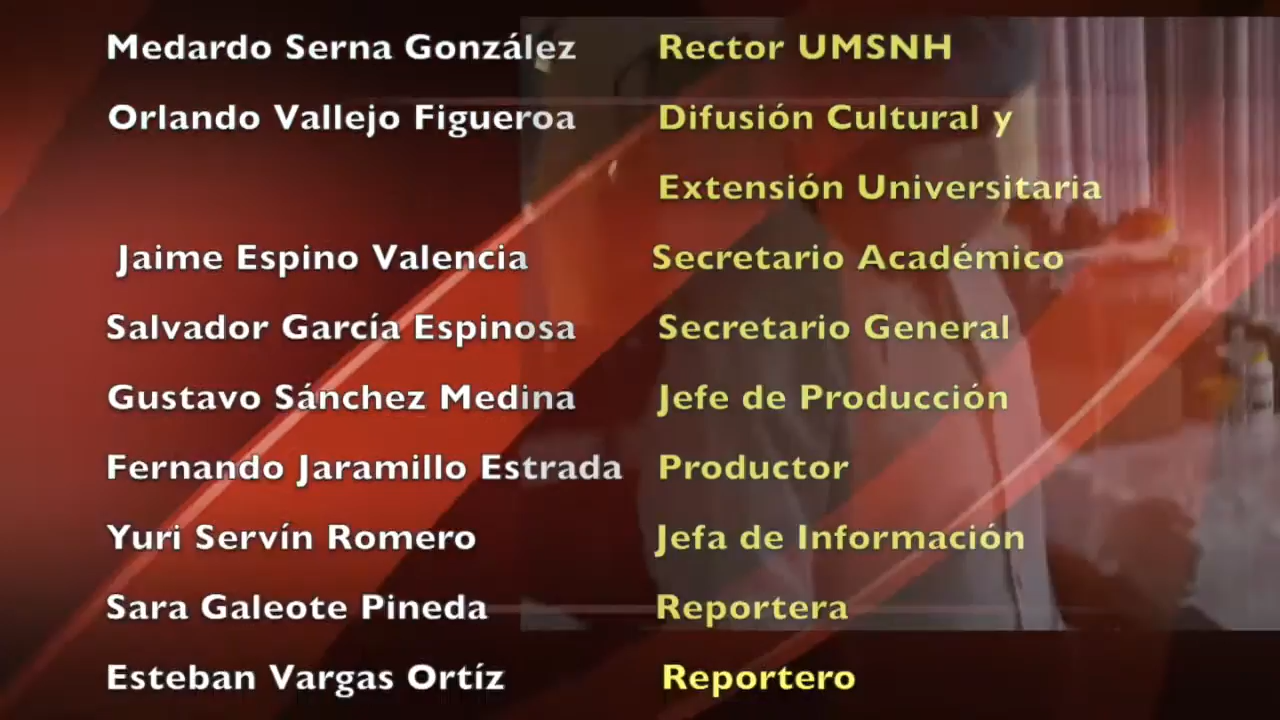 Medardo Serna González Rector UMSNH
Orlando Vallejo Figueroa Difusión Cultural y
Extensión Universitaria
Jaime Espino Valencia Secretario Académico
Salvador García Espinosa Secretario General
Gustavo Sánchez Medina Jefe de Producción
Fernando Jaramillo Estrada Productor
Yuri Servín Romero Jefa de Información
Sara Galeote Pineda Reportera
Esteban Vargas Ortíz Reportero